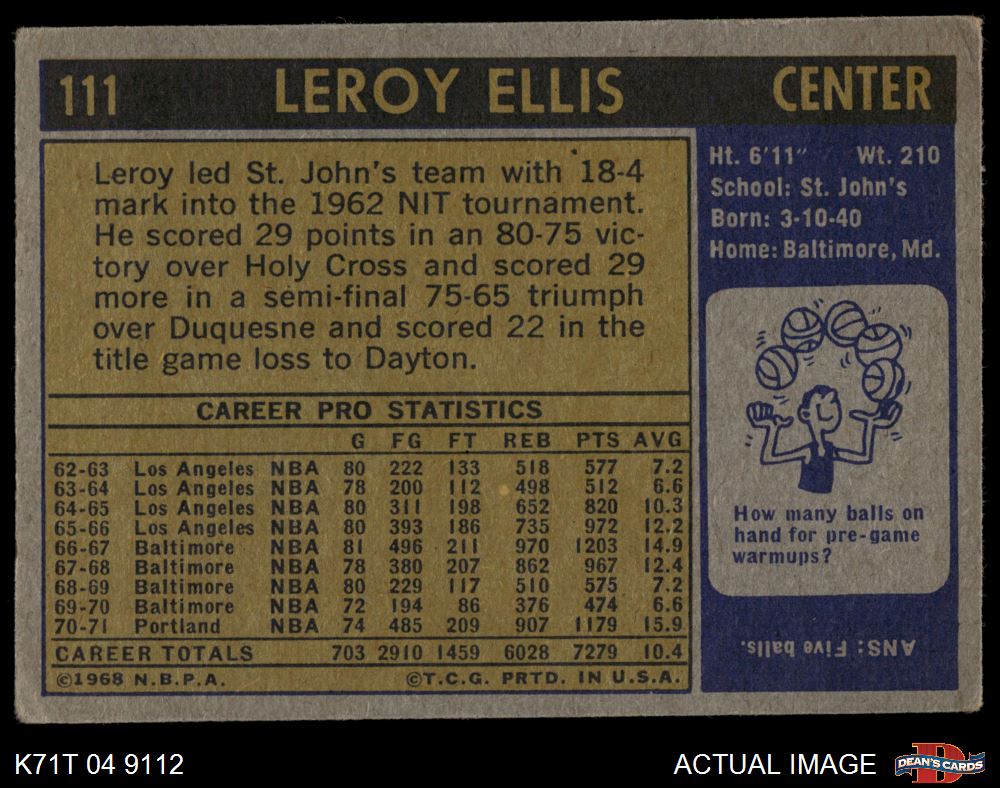 111 LEROY ELLIS CENTER
Leroy led St. John's team with 18-4
mark into the 1962 NIT tournament.
He scored 29 points in an 80-75 vic-
tory over Holy Cross and scored 29
more in a semi-final 75-65 triumph
over Duquesne and scored 22 in the
title game loss to Dayton.
Ht. 6'11" Wt. 210
School: St. John's
Born: 3-10-40
Home: Baltimore, Md.
CAREER PRO STATISTICS
G FG FT REB PTS AVG
62-63 Los Angeles NBA 80 222 133 518 577 7.2
63-64 Los Angeles NBA 78 200 112 498 512 6.6
64-65 Los Angeles NBA 80 311 198 652 820 10.3
65-66 Los Angeles NBA 80 393 186 735 972 12.2
66-67 Baltimore NBA 81 496 211 970 1203 14.9
67-68 Baltimore NBA 78 380 207 862 967 12.4
68-69 Baltimore NBA 80 229 117 510 575 7.2
69-70 Baltimore NBA 72 194 86 376 474 6.6
70-71 Portland NBA 74 485 209 907 1179 15.9
CAREER TOTALS 703 2910 1459 6028 7279 10.4
©1968 N.B.P.A. ©T.C.G. PRTD. IN U.S.A.
How many balls on
hand for pre-game
warmups?
ANS: Five balls.
K71T 04 9112 ACTUAL IMAGE D DEAN'S CARDS